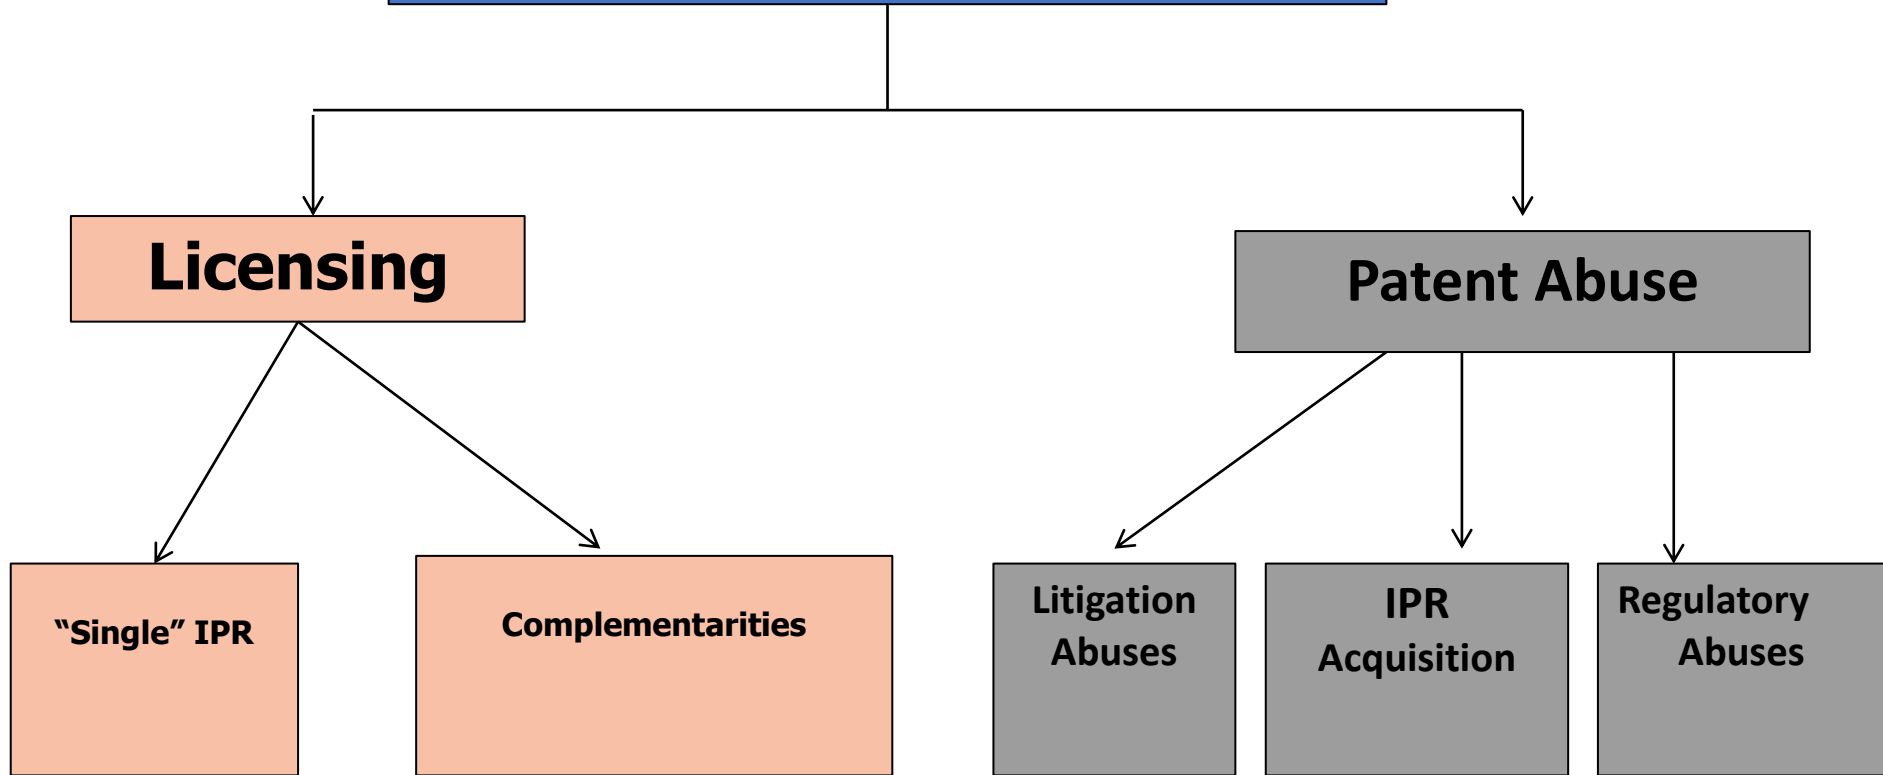 Licensing
Patent Abuse
“Single” IPR
Complementarities
Litigation
Abuses
IPR
Acquisition
Regulatory
Abuses